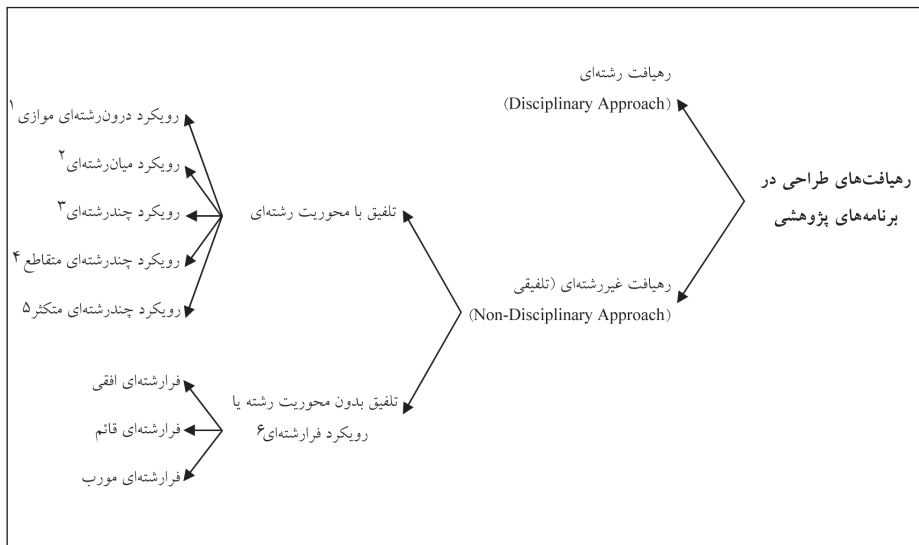 رهیافت‌های طراحی در
برنامه‌های پژوهشی
رهیافت رشته‌ای
(Disciplinary Approach)
رهیافت غیررشته‌ای (تلفیقی
(Non-Disciplinary Approach)
تلفیق با محوریت رشته‌ای
رویکرد درون‌رشته‌ای موازی۱
رویکرد میان‌رشته‌ای۲
رویکرد چندرشته‌ای۳
رویکرد چندرشته‌ای متقاطع۴
رویکرد چندرشته‌ای متکثر۵
تلفیق بدون محوریت رشته یا
رویکرد فرارشته‌ای۶
فرارشته‌ای افقی
فرارشته‌ای قائم
فرارشته‌ای مورب